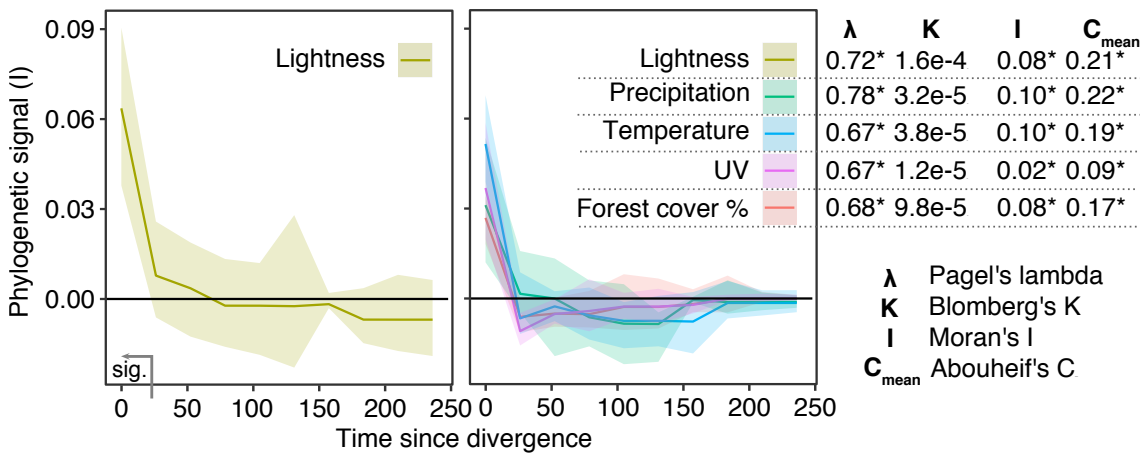 λ K I Cmean
Lightness
Lightness 0.72* 1.6e-4 0.08* 0.21*
Precipitation 0.78* 3.2e-5 0.10* 0.22*
Temperature 0.67* 3.8e-5 0.10* 0.19*
UV 0.67* 1.2e-5 0.02* 0.09*
Forest cover % 0.68* 9.8e-5 0.08* 0.17*
Phylogenetic signal (I)
0.09
0.06
0.03
0.00
sig.
0 50 100 150 200 250
0 50 100 150 200 250
Time since divergence
λ Pagel's lambda
K Blomberg's K
I Moran's I
Cmean Abouheif's C